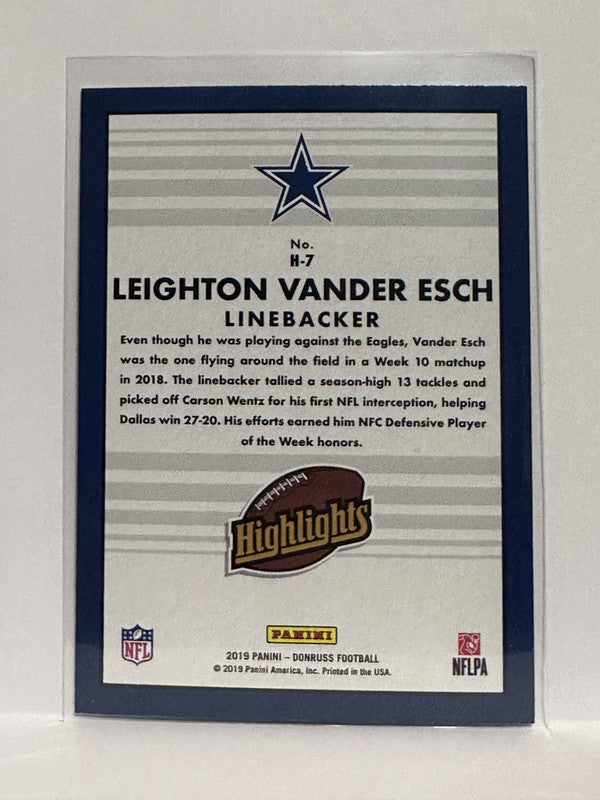 No.
H-7
LEIGHTON VANDER ESCH
LINEBACKER
Even though he was playing against the Eagles, Vander Esch
was the one flying around the field in a Week 10 matchup
in 2018. The linebacker tallied a season-high 13 tackles and
picked off Carson Wentz for his first NFL interception, helping
Dallas win 27-20. His efforts earned him NFC Defensive Player
of the Week honors.
Highlights
NFL
PANINI
2019 PANINI – DONRUSS FOOTBALL
© 2019 Panini America, Inc. Printed in the USA.
NFLPA